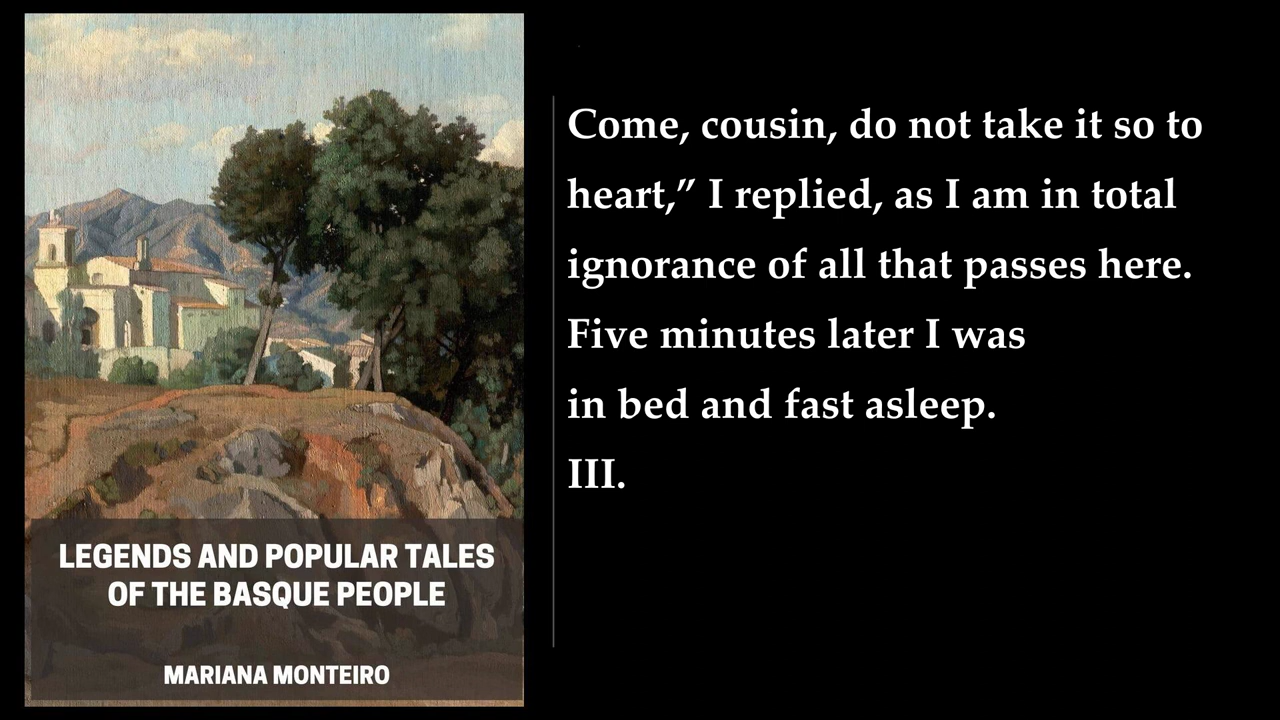 Come, cousin, do not take it so to
heart,” I replied, as I am in total
ignorance of all that passes here.
Five minutes later I was
in bed and fast asleep.
III.
LEGENDS AND POPULAR TALES
OF THE BASQUE PEOPLE
MARIANA MONTEIRO